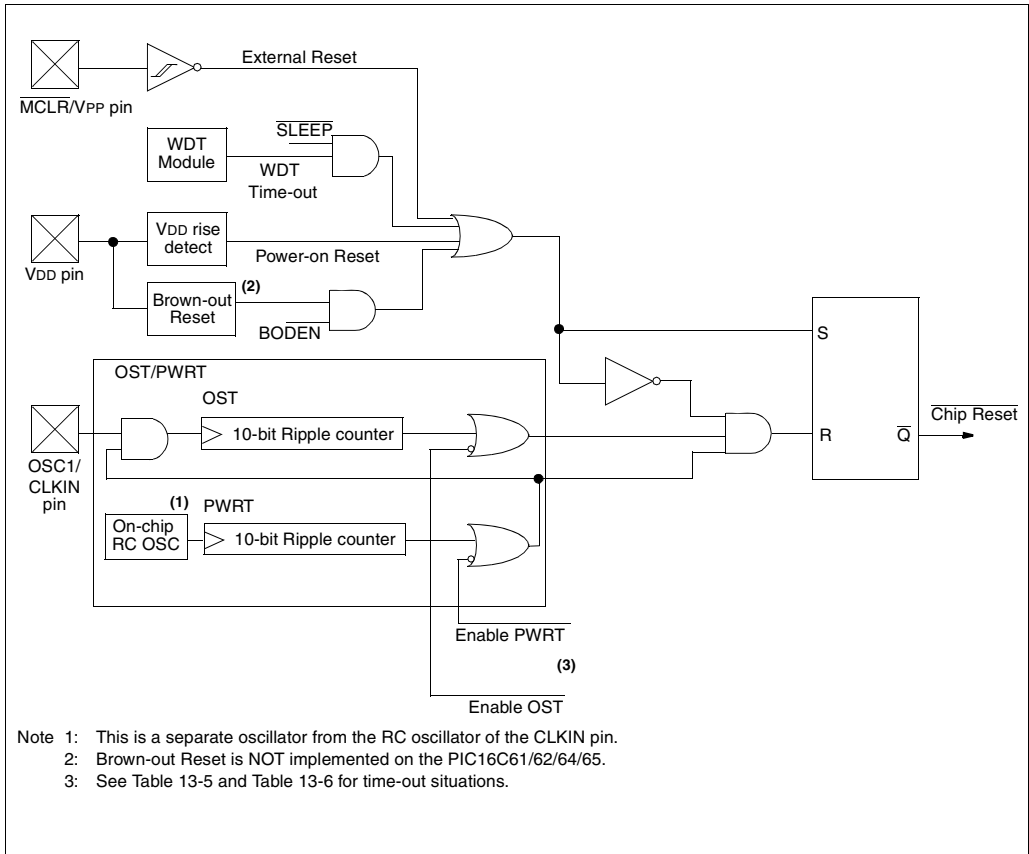 External Reset
MCLR/VPP pin
SLEEP
WDT
Module
WDT
Time-out
VDD rise
detect
Power-on Reset
VDD pin
(2)
Brown-out
Reset
BODEN
S
OST/PWRT
OST
10-bit Ripple counter
Chip Reset
R
Q
OSC1/
CLKIN
pin
(1)
PWRT
On-chip
RC OSC
10-bit Ripple counter
Enable PWRT
(3)
Enable OST
Note 1: This is a separate oscillator from the RC oscillator of the CLKIN pin.
2: Brown-out Reset is NOT implemented on the PIC16C61/62/64/65.
3: See Table 13-5 and Table 13-6 for time-out situations.